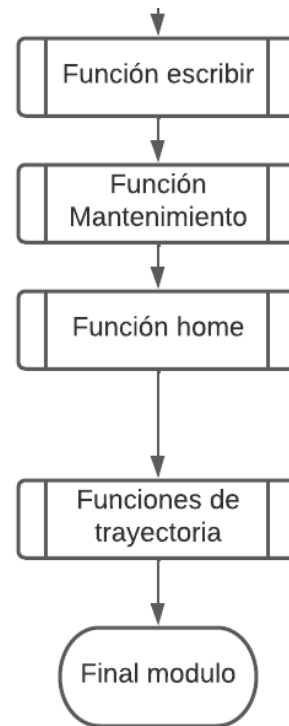 Función escribir
Función
Mantenimiento
Función home
Funciones de
trayectoria
Final modulo